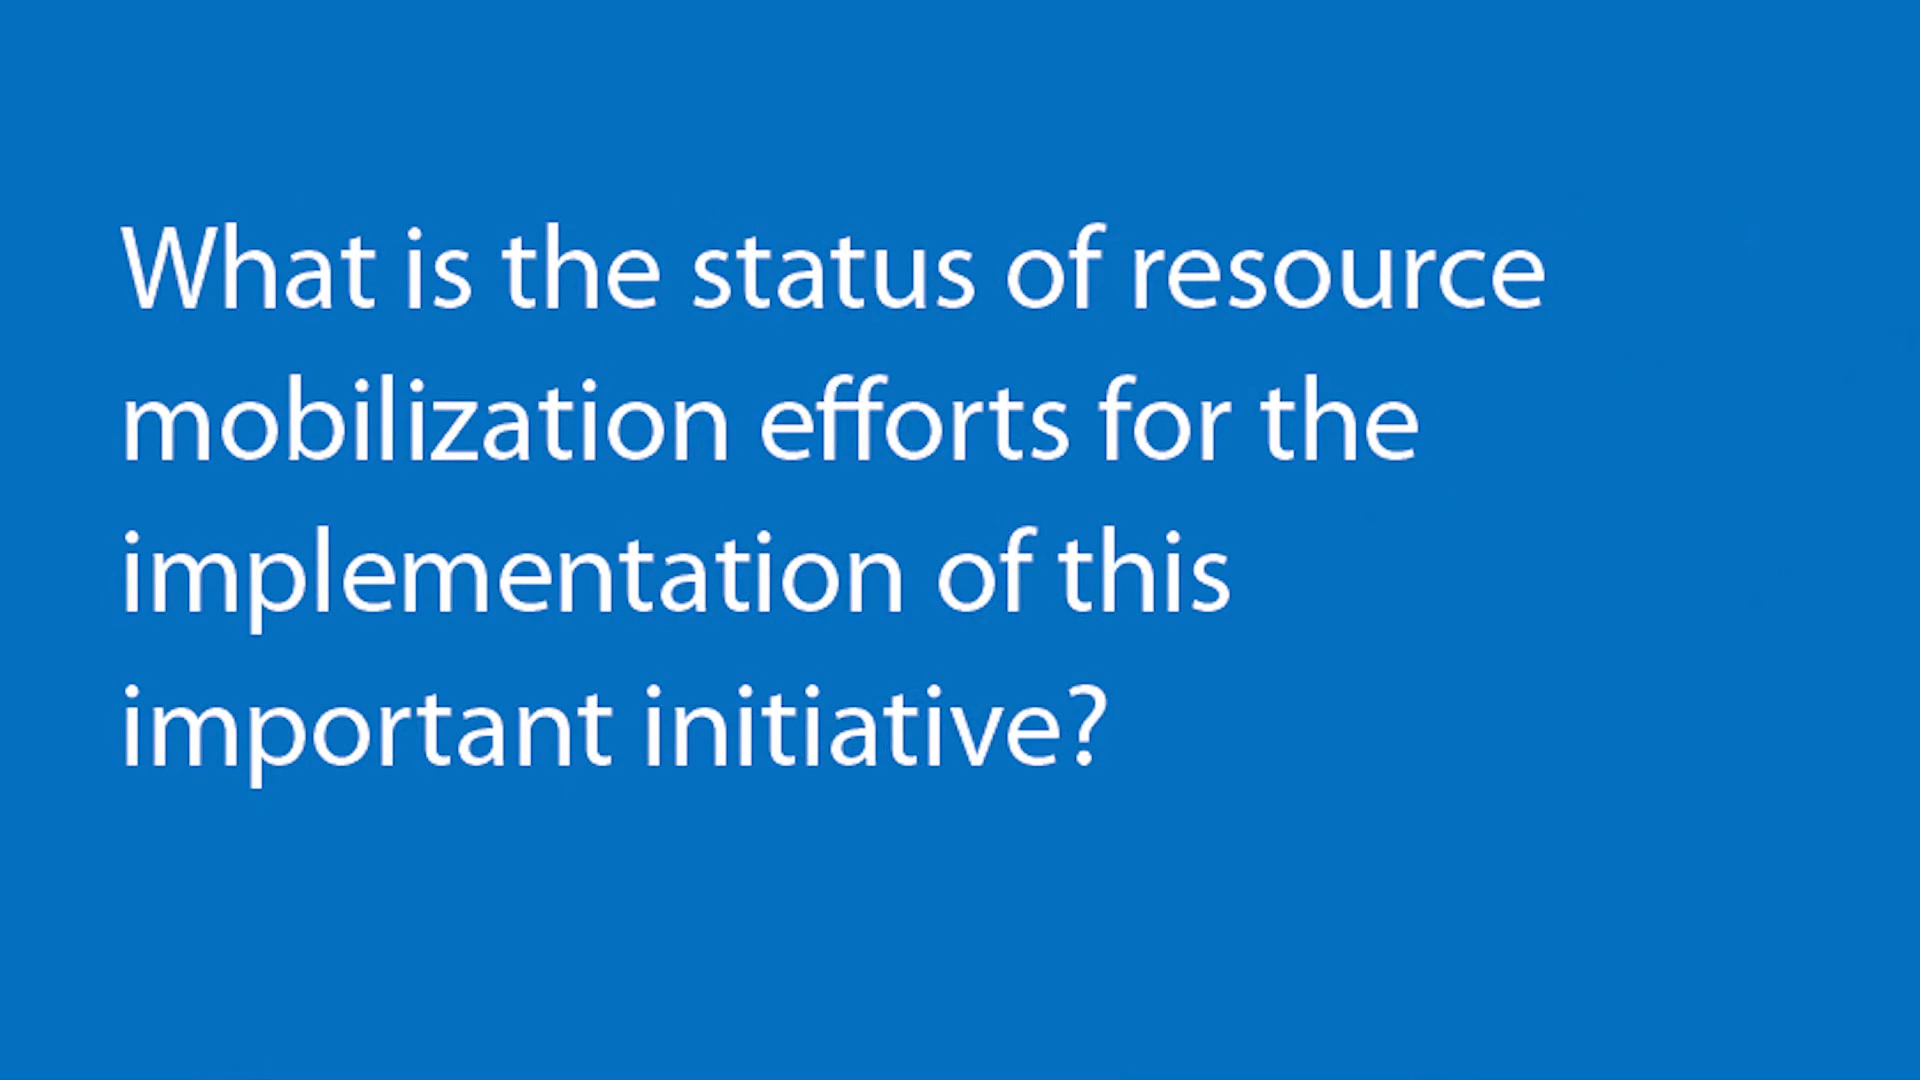 What is the status of resource
mobilization efforts for the
implementation of this
important initiative?